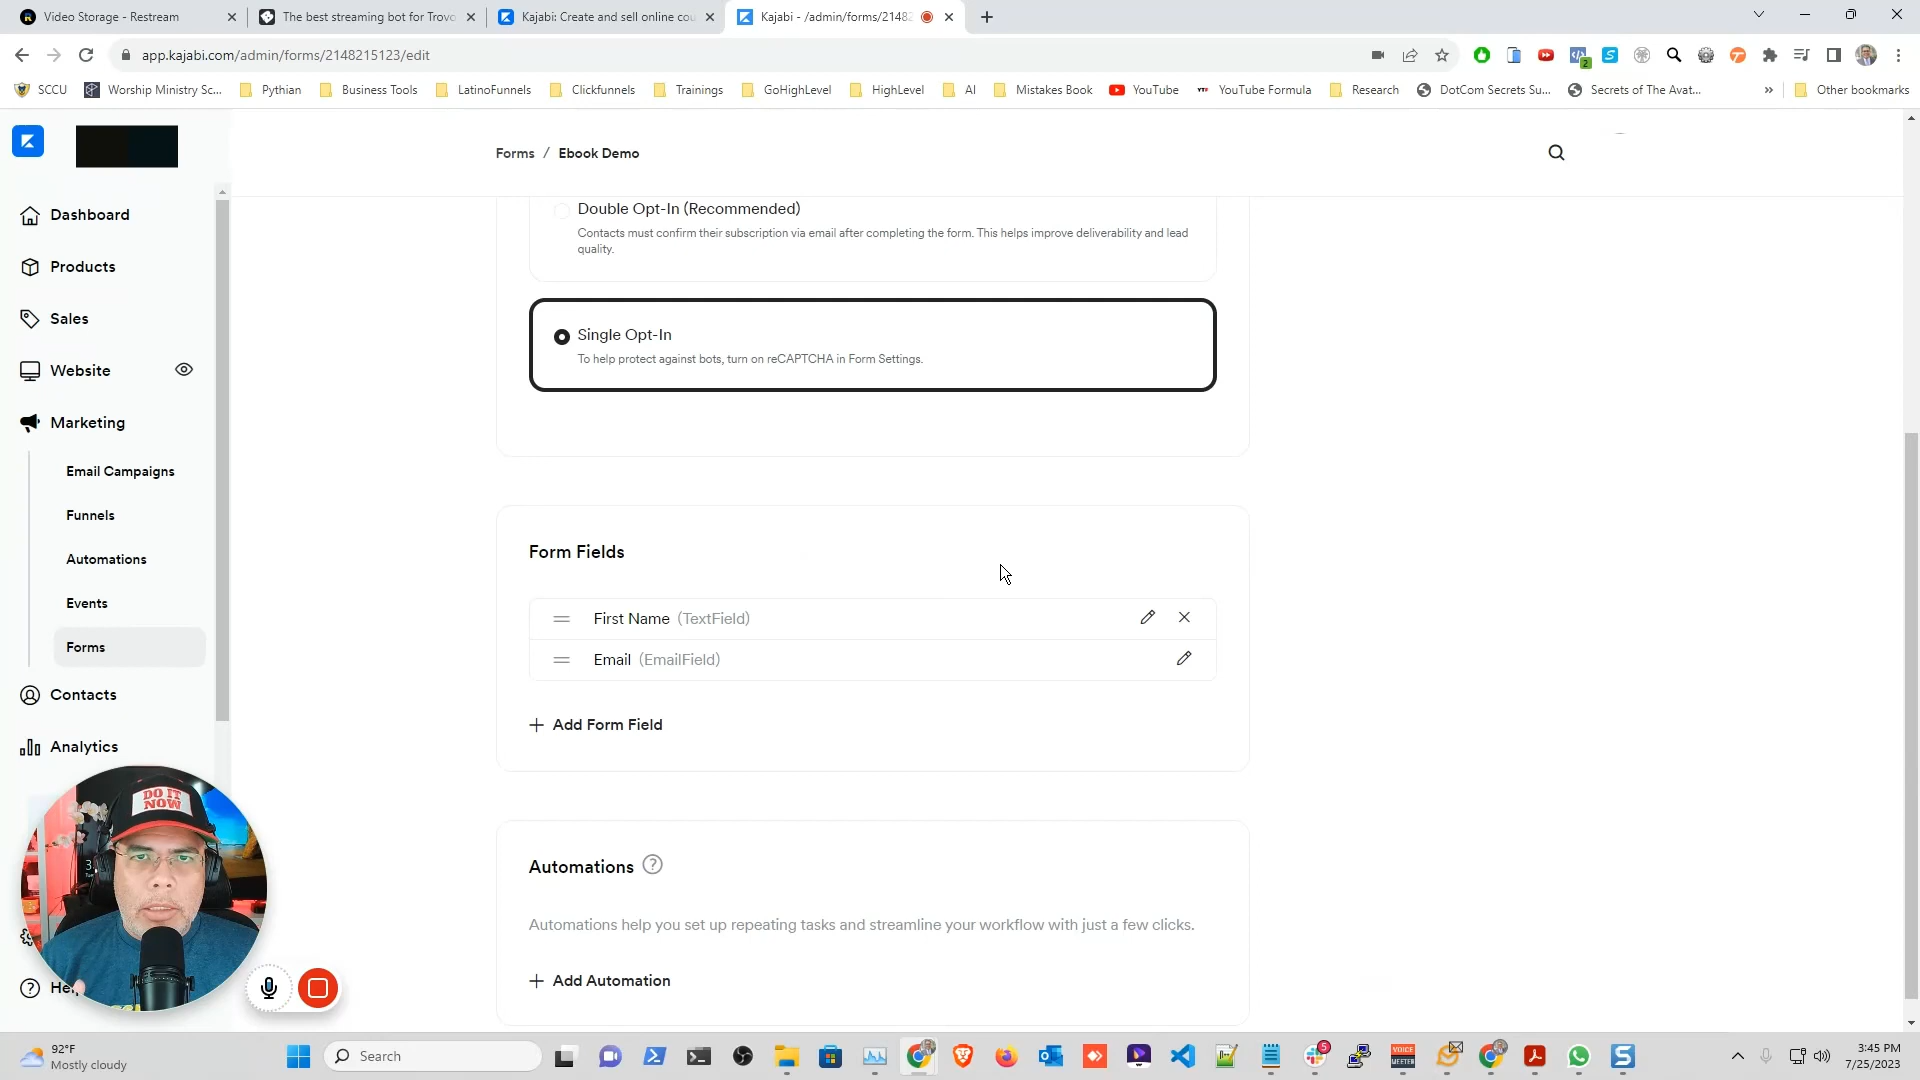 Video Storage - Restream
The best streaming bot for Trovo
Kajabi: Create and sell online cou
Kajabi - /admin/forms/2148
app.kajabi.com/admin/forms/2148215123/edit
2
SCCU
Worship Ministry Sc...
Pythian
Business Tools
LatinoFunnels
Clickfunnels
Trainings
GoHighLevel
HighLevel
AI
Mistakes Book
YouTube
YouTube Formula
Research
DotCom Secrets Su...
Secrets of The Avat...
»
Other bookmarks
Forms / Ebook Demo
Dashboard
Products
Sales
Website
Marketing
Email Campaigns
Funnels
Automations
Events
Forms
Contacts
Analytics
Double Opt-In (Recommended)
Contacts must confirm their subscription via email after completing the form. This helps improve deliverability and lead
quality.
Single Opt-In
To help protect against bots, turn on reCAPTCHA in Form Settings.
Form Fields
First Name (TextField)
Email (EmailField)
+ Add Form Field
Automations ?
Automations help you set up repeating tasks and streamline your workflow with just a few clicks.
+ Add Automation
DO IT
NOW
92°F
Mostly cloudy
Search
5
VOICE
MEETER
3:45 PM
7/25/2023